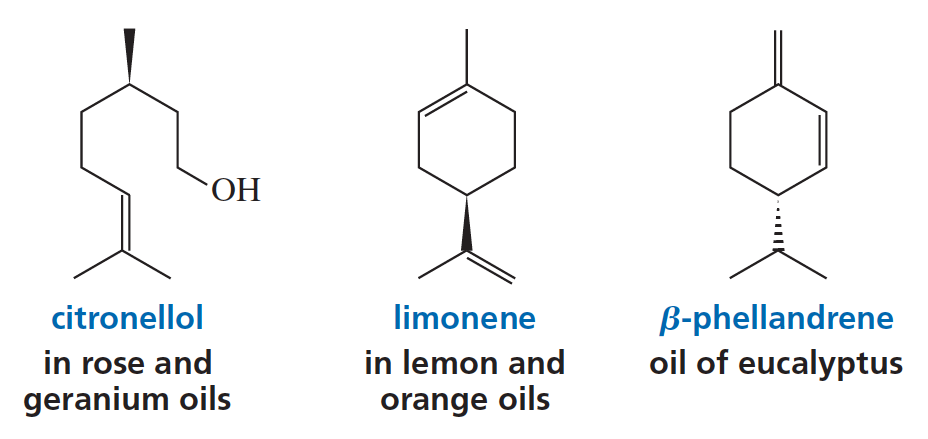 OH
citronellol
in rose and
geranium oils
limonene
in lemon and
orange oils
β-phellandrene
oil of eucalyptus